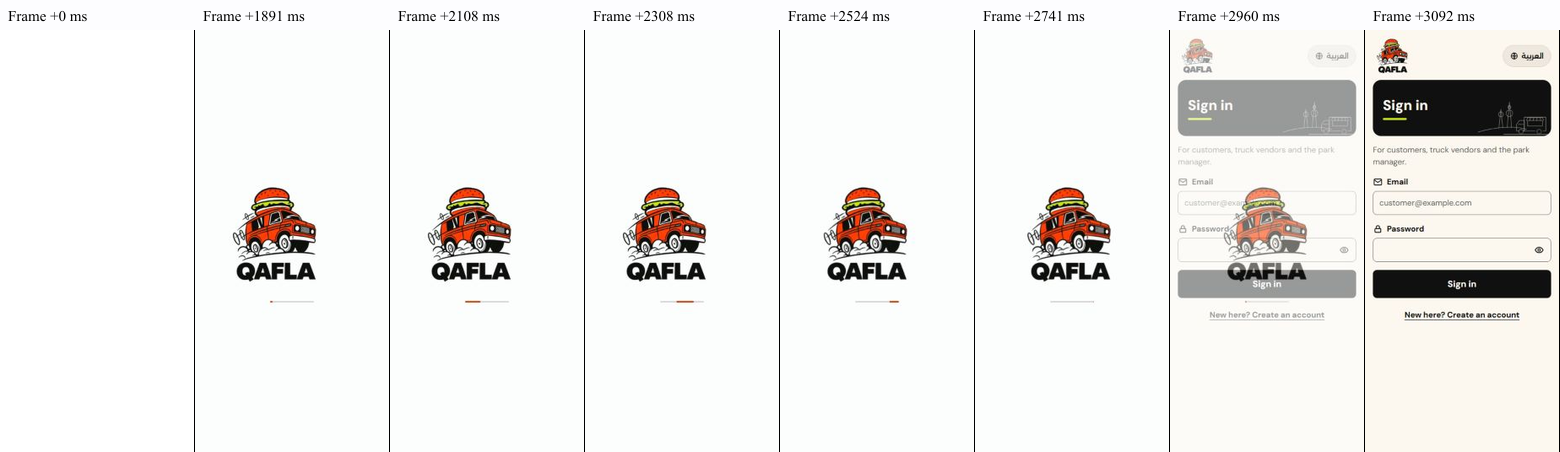 Frame +0 ms
Frame +1891 ms
Frame +2108 ms
Frame +2308 ms
Frame +2524 ms
Frame +2741 ms
Frame +2960 ms
Frame +3092 ms
QAFLA
QAFLA
QAFLA
QAFLA
QAFLA
QAFLA
العربية
Sign in
For customers, truck vendors and the park
manager.
Email
customer@exam
Password
QAFLA
Sign in
New here? Create an account
QAFLA
العربية
Sign in
For customers, truck vendors and the park
manager.
Email
customer@example.com
Password
Sign in
New here? Create an account